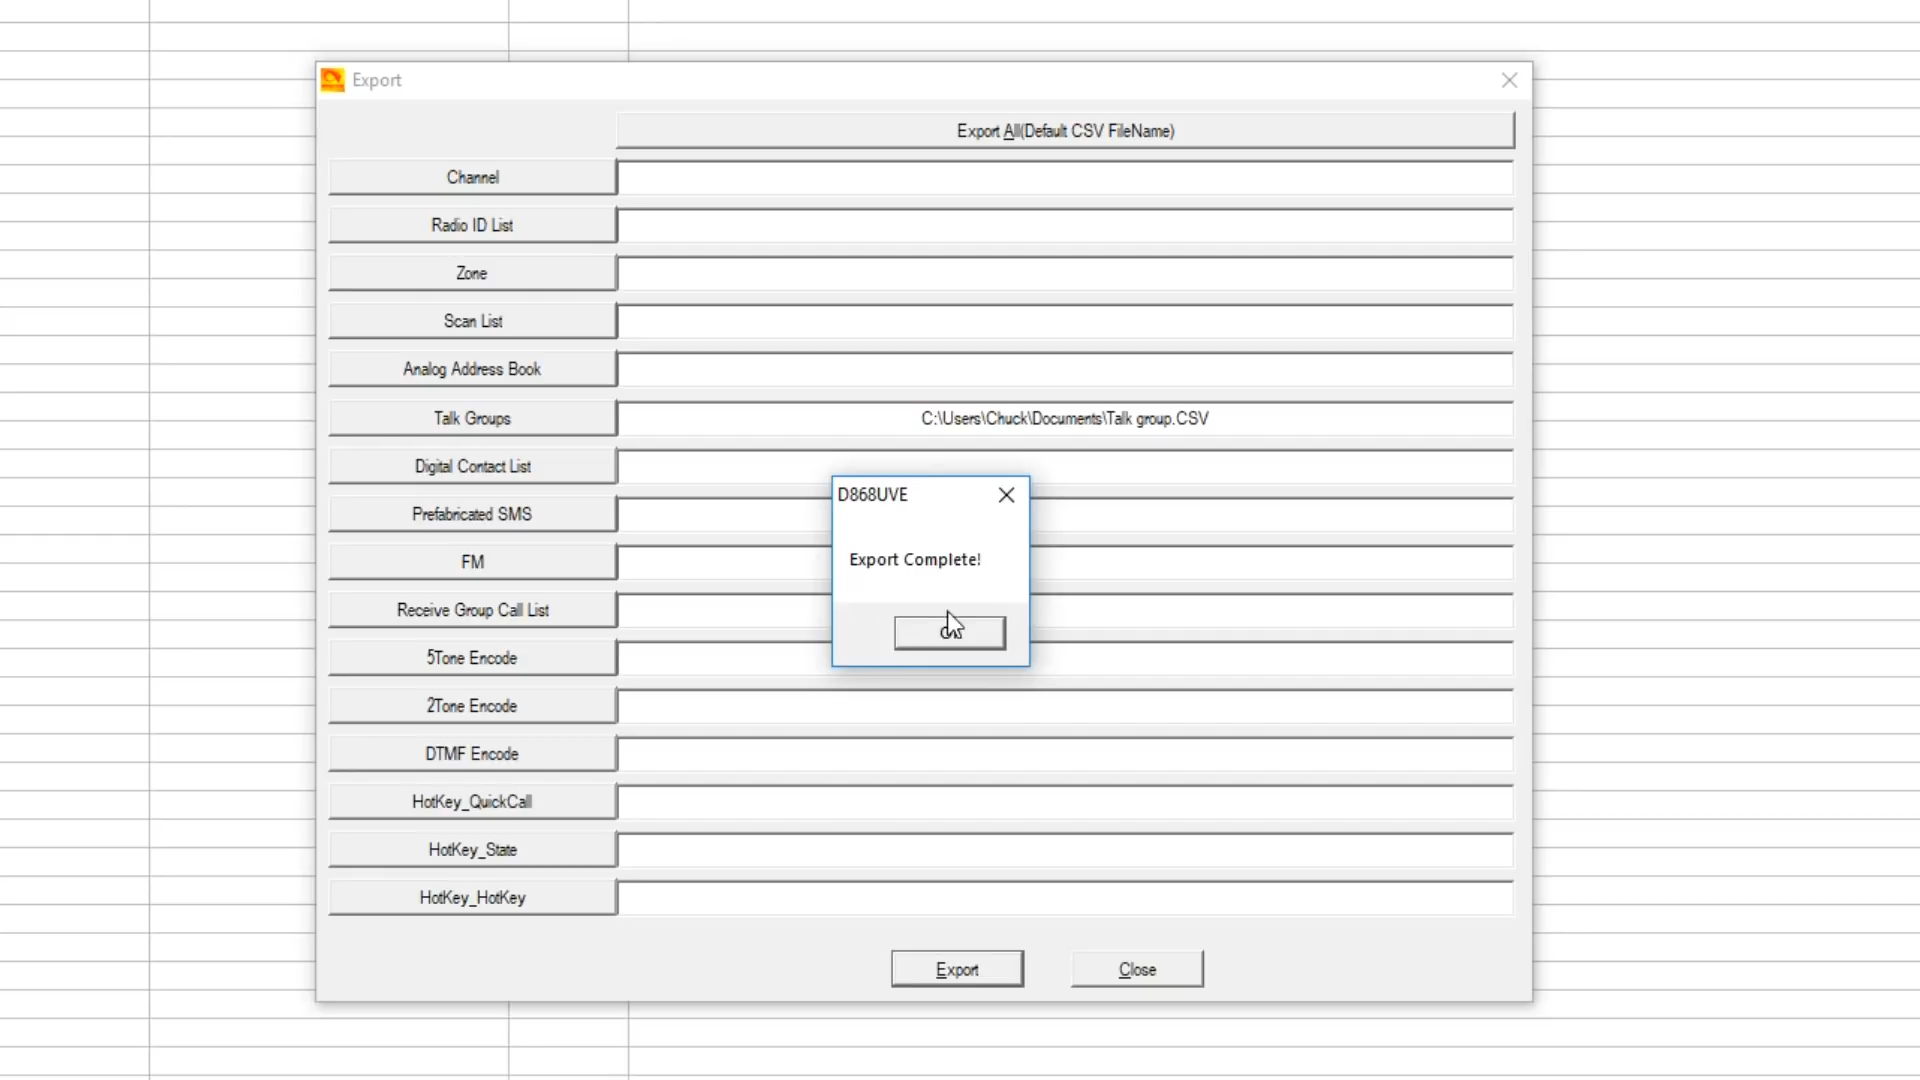 Export
Export All(Default CSV FileName)
Channel
Radio ID List
Zone
Scan List
Analog Address Book
Talk Groups
C:\Users\Chuck\Documents\Talk group.CSV
Digital Contact List
D868UVE
Prefabricated SMS
Export Complete!
FM
Receive Group Call List
5Tone Encode
2Tone Encode
DTMF Encode
HotKey_QuickCall
HotKey_State
HotKey_HotKey
Export
Close